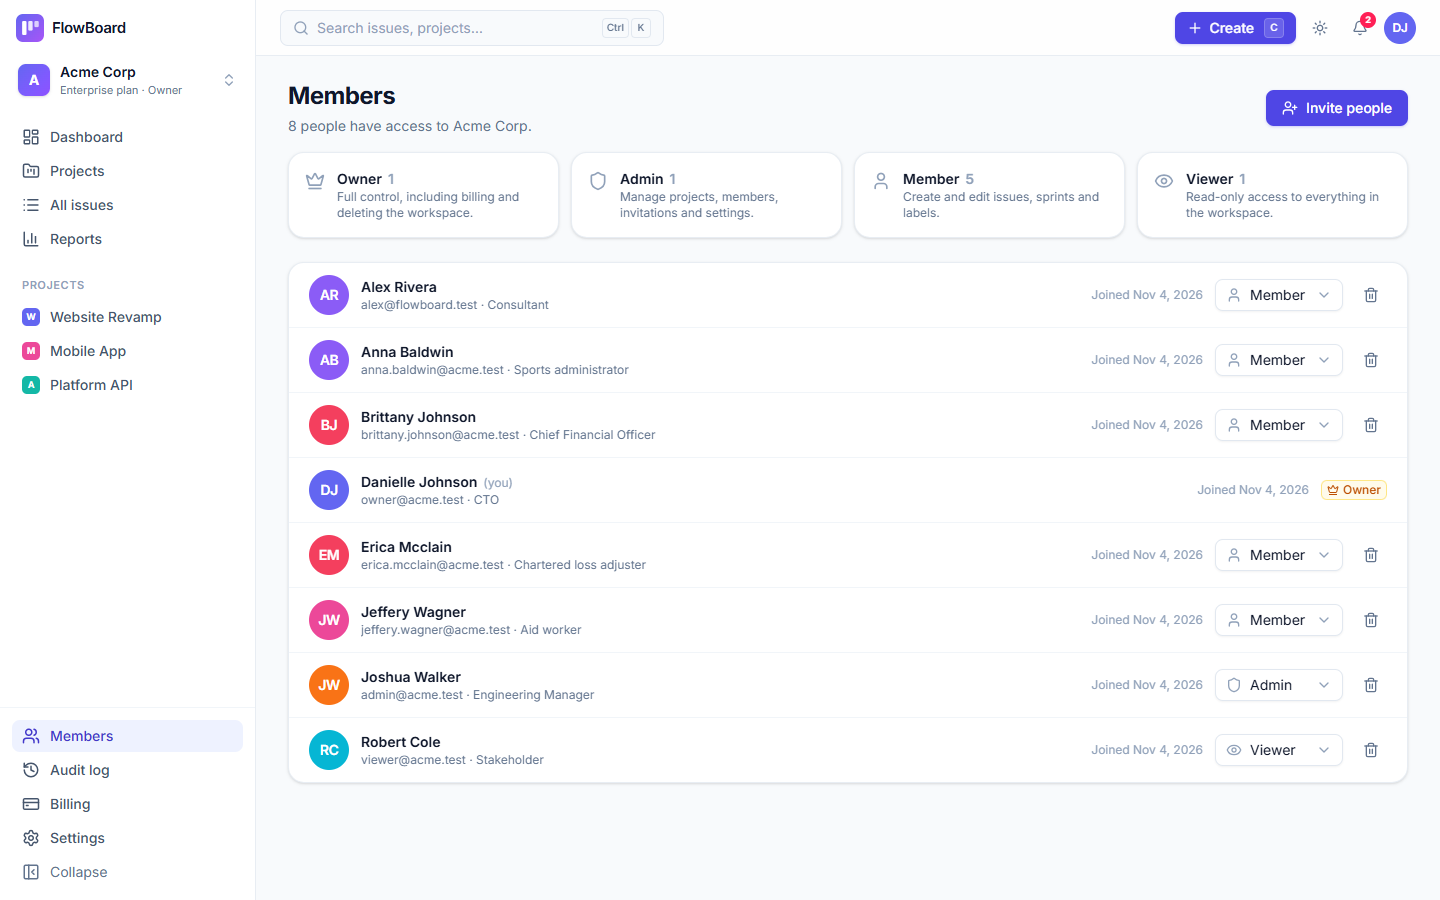 FlowBoard
A
Acme Corp
Enterprise plan · Owner
Dashboard
Projects
All issues
Reports
PROJECTS
W Website Revamp
M Mobile App
A Platform API
Members
Audit log
Billing
Settings
Collapse
Search issues, projects... Ctrl K
Create C
2
DJ
Members
8 people have access to Acme Corp.
Invite people
Owner 1
Full control, including billing and
deleting the workspace.
Admin 1
Manage projects, members,
invitations and settings.
Member 5
Create and edit issues, sprints and
labels.
Viewer 1
Read-only access to everything in
the workspace.
AR
Alex Rivera
alex@flowboard.test · Consultant
Joined Nov 4, 2026 Member
AB
Anna Baldwin
anna.baldwin@acme.test · Sports administrator
Joined Nov 4, 2026 Member
BJ
Brittany Johnson
brittany.johnson@acme.test · Chief Financial Officer
Joined Nov 4, 2026 Member
DJ
Danielle Johnson (you)
owner@acme.test · CTO
Joined Nov 4, 2026 Owner
EM
Erica Mcclain
erica.mcclain@acme.test · Chartered loss adjuster
Joined Nov 4, 2026 Member
JW
Jeffery Wagner
jeffery.wagner@acme.test · Aid worker
Joined Nov 4, 2026 Member
JW
Joshua Walker
admin@acme.test · Engineering Manager
Joined Nov 4, 2026 Admin
RC
Robert Cole
viewer@acme.test · Stakeholder
Joined Nov 4, 2026 Viewer